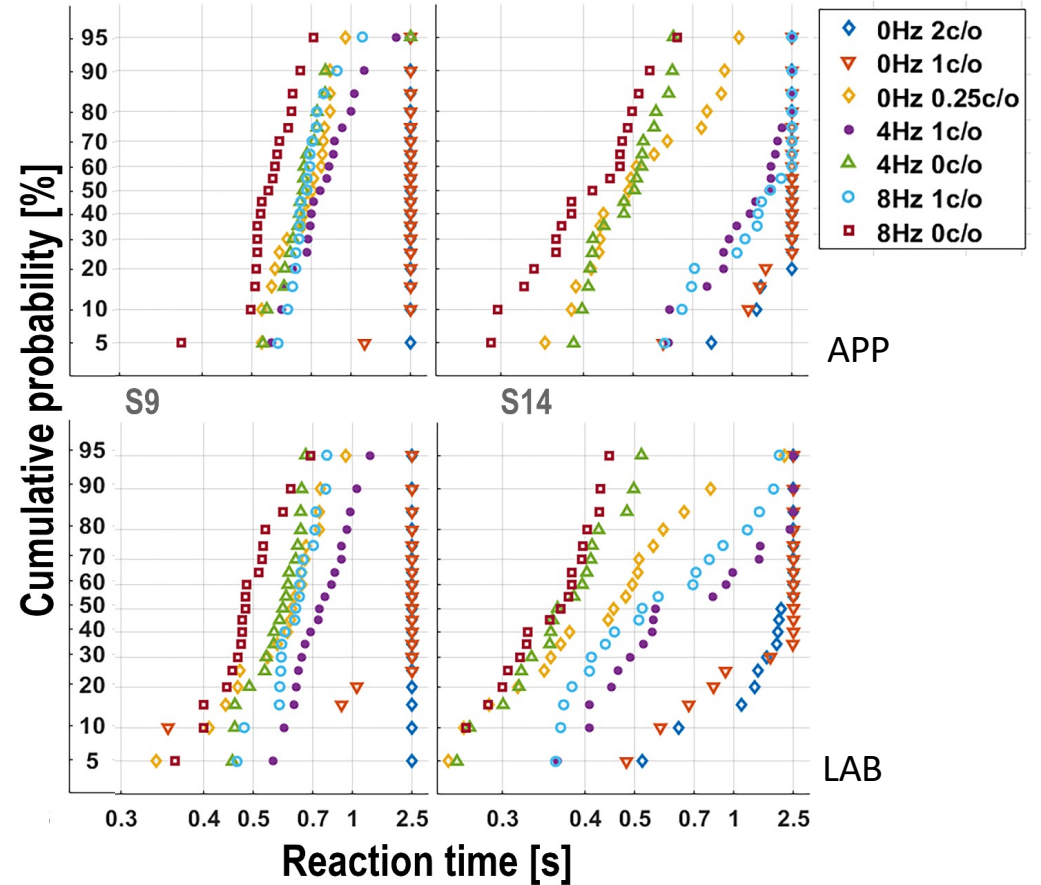 95
90
80
70
60
50
40
30
20
10
5
0Hz 2c/o
0Hz 1c/o
0Hz 0.25c/o
4Hz 1c/o
4Hz 0c/o
8Hz 1c/o
8Hz 0c/o
APP
S9
S14
Cumulative probability [%]
95
90
80
70
60
50
40
30
20
10
5
LAB
0.3 0.4 0.5 0.7 1 2.5 0.3 0.4 0.5 0.7 1 2.5
Reaction time [s]